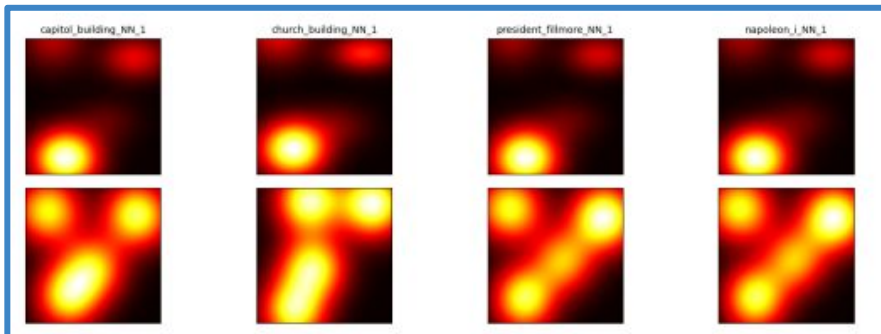 capitol_building_NN_1
church_building_NN_1
president_fillmore_NN_1
napoleon_i_NN_1